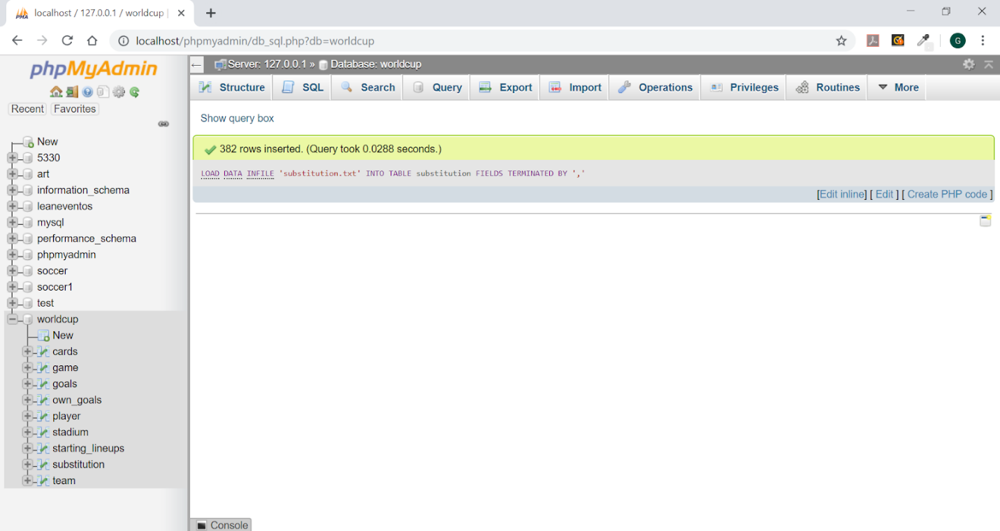 localhost / 127.0.0.1 / worldcup |
localhost/phpmyadmin/db_sql.php?db=worldcup
G
phpMyAdmin
Recent Favorites
New
5330
art
information_schema
leaneventos
mysql
performance_schema
phpmyadmin
soccer
soccer1
test
worldcup
New
cards
game
goals
own_goals
player
stadium
starting_lineups
substitution
team
Server: 127.0.0.1 » Database: worldcup
Structure SQL Search Query Export Import Operations Privileges Routines More
Show query box
382 rows inserted. (Query took 0.0288 seconds.)
LOAD DATA INFILE 'substitution.txt' INTO TABLE substitution FIELDS TERMINATED BY ','
[Edit inline] [ Edit ] [ Create PHP code ]
Console